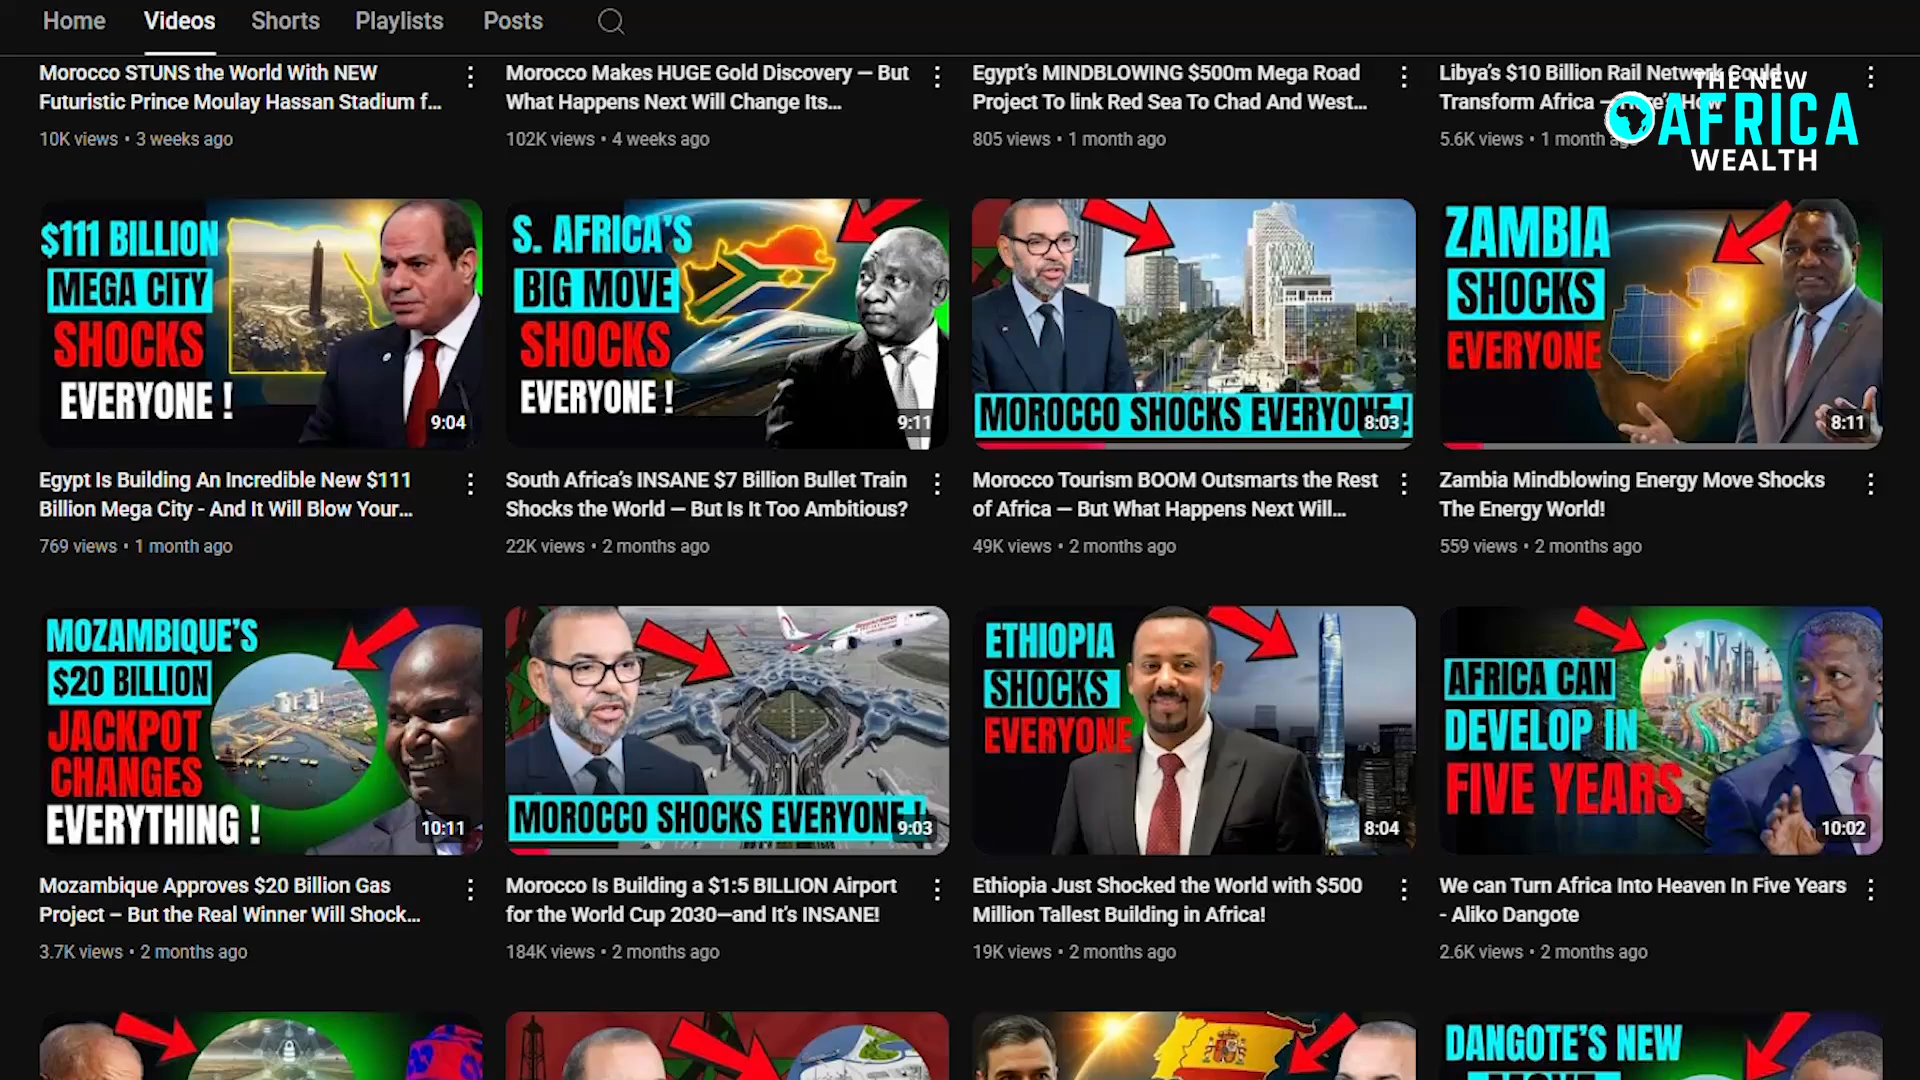 Home
Videos
Shorts
Playlists
Posts
Morocco STUNS the World With NEW
Futuristic Prince Moulay Hassan Stadium f...
10K views • 3 weeks ago
Morocco Makes HUGE Gold Discovery — But
What Happens Next Will Change Its...
102K views • 4 weeks ago
Egypt's MINDBLOWING $500m Mega Road
Project To link Red Sea To Chad And West...
805 views • 1 month ago
Libya's $10 Billion Rail Network Could
Transform Africa — Here's How
5.6K views • 1 month ago
THE NEW
AFRICA
WEALTH
$111 BILLION
MEGA CITY
SHOCKS
EVERYONE !
9:04
S. AFRICA'S
BIG MOVE
SHOCKS
EVERYONE !
9:11
MOROCCO SHOCKS EVERYONE !
8:03
ZAMBIA
SHOCKS
EVERYONE
8:11
Egypt Is Building An Incredible New $111
Billion Mega City - And It Will Blow Your...
769 views • 1 month ago
South Africa's INSANE $7 Billion Bullet Train
Shocks the World — But Is It Too Ambitious?
22K views • 2 months ago
Morocco Tourism BOOM Outsmarts the Rest
of Africa — But What Happens Next Will...
49K views • 2 months ago
Zambia Mindblowing Energy Move Shocks
The Energy World!
559 views • 2 months ago
MOZAMBIQUE'S
$20 BILLION
JACKPOT
CHANGES
EVERYTHING !
10:11
MOROCCO SHOCKS EVERYONE !
9:03
ETHIOPIA
SHOCKS
EVERYONE
8:04
AFRICA CAN
DEVELOP IN
FIVE YEARS
10:02
Mozambique Approves $20 Billion Gas
Project – But the Real Winner Will Shock...
3.7K views • 2 months ago
Morocco Is Building a $1:5 BILLION Airport
for the World Cup 2030—and It's INSANE!
184K views • 2 months ago
Ethiopia Just Shocked the World with $500
Million Tallest Building in Africa!
19K views • 2 months ago
We can Turn Africa Into Heaven In Five Years
- Aliko Dangote
2.6K views • 2 months ago
DANGOTE'S NEW